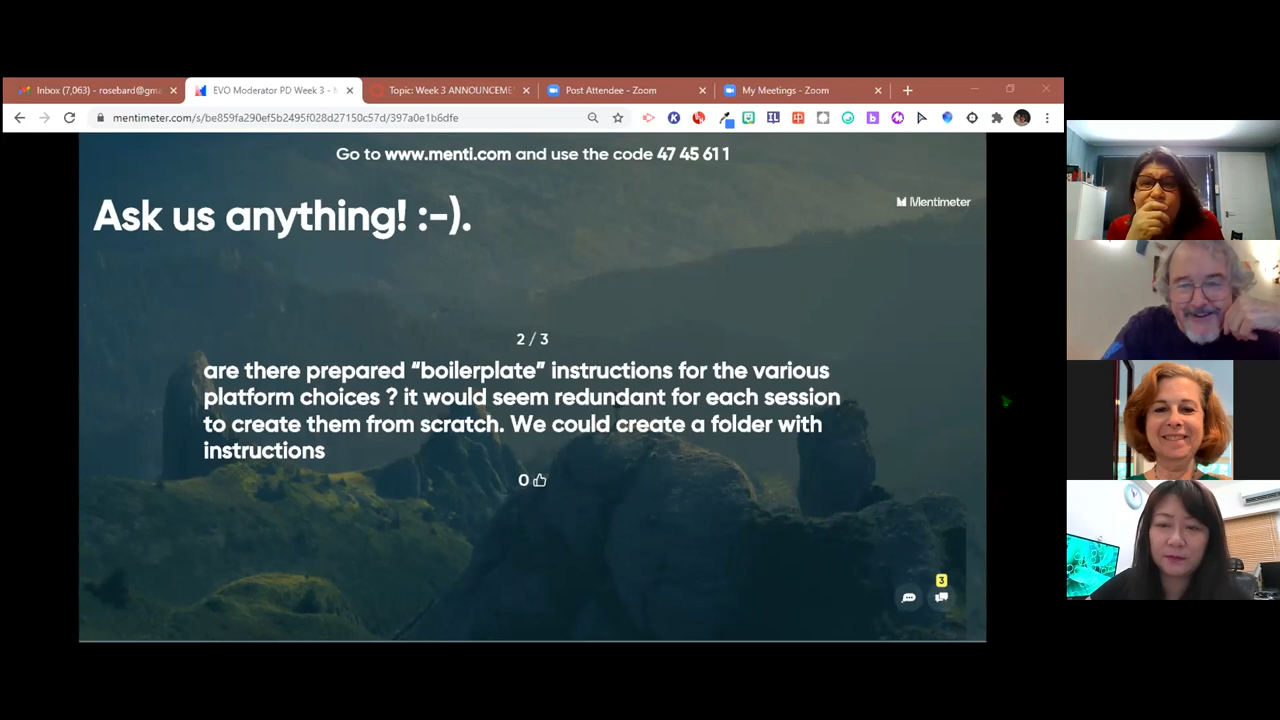 Inbox (7,063) - rosebard@gma
EVO Moderator PD Week 3 -
Topic: Week 3 ANNOUNCEME
Post Attendee - Zoom
My Meetings - Zoom
mentimeter.com/s/be859fa290ef5b2495f028d27150c57d/397a0e1b6dfe
Go to www.menti.com and use the code 47 45 61 1
Mentimeter
Ask us anything! :-).
2 / 3
are there prepared “boilerplate” instructions for the various
platform choices ? it would seem redundant for each session
to create them from scratch. We could create a folder with
instructions
0
3